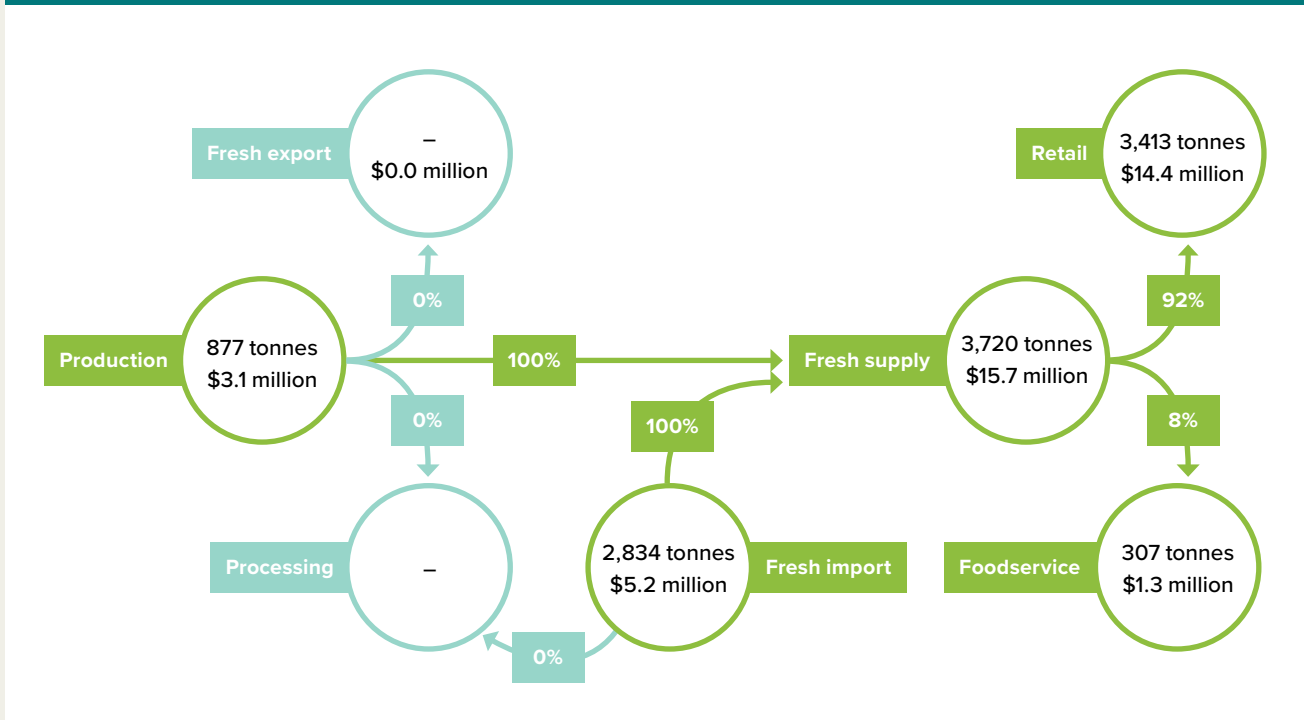 Fresh export
–
$0.0 million
Retail
3,413 tonnes
$14.4 million
0%
92%
Production
877 tonnes
$3.1 million
100%
Fresh supply
3,720 tonnes
$15.7 million
0%
100%
8%
Processing
–
2,834 tonnes
$5.2 million
Fresh import
Foodservice
307 tonnes
$1.3 million
0%